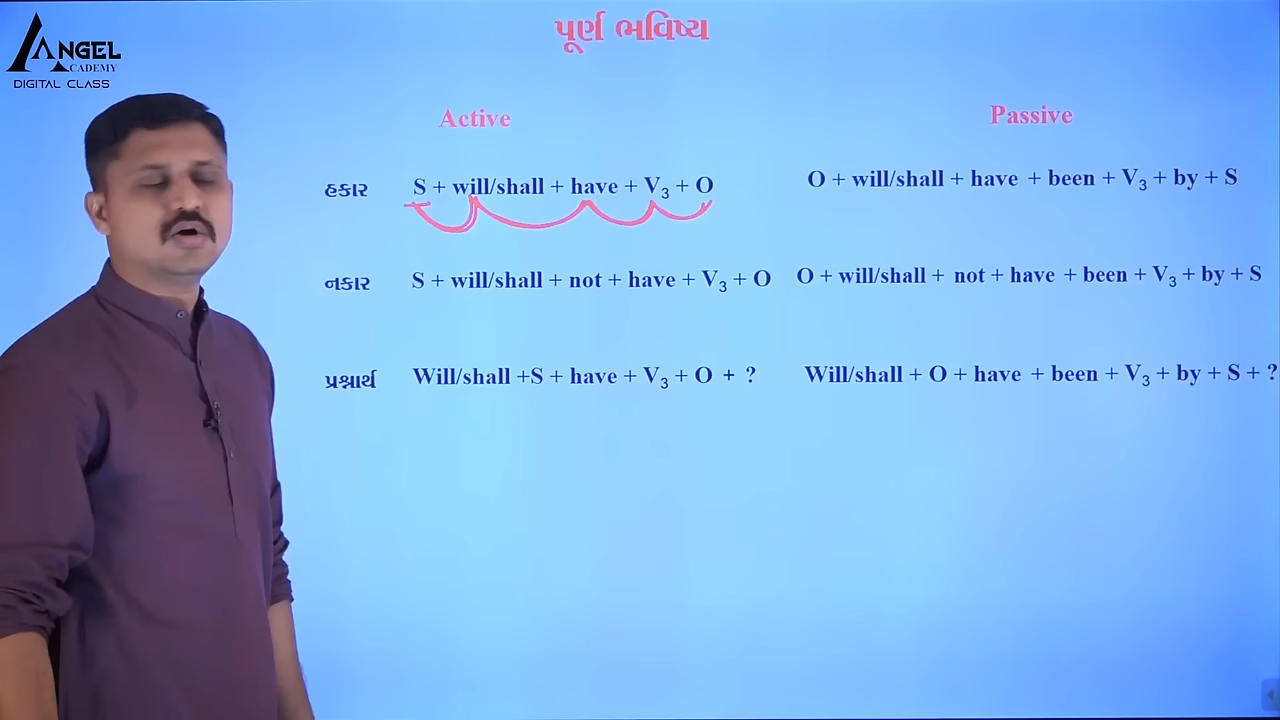 ANGEL
ACADEMY
DIGITAL CLASS
પૂર્ણ ભવિષ્ય
Active
Passive
હકાર
S + will/shall + have + V₃ + O
O + will/shall + have + been + V₃ + by + S
નકાર
S + will/shall + not + have + V₃ + O
O + will/shall + not + have + been + V₃ + by + S
પ્રશ્નાર્થ
Will/shall +S + have + V₃ + O + ?
Will/shall + O + have + been + V₃ + by + S + ?